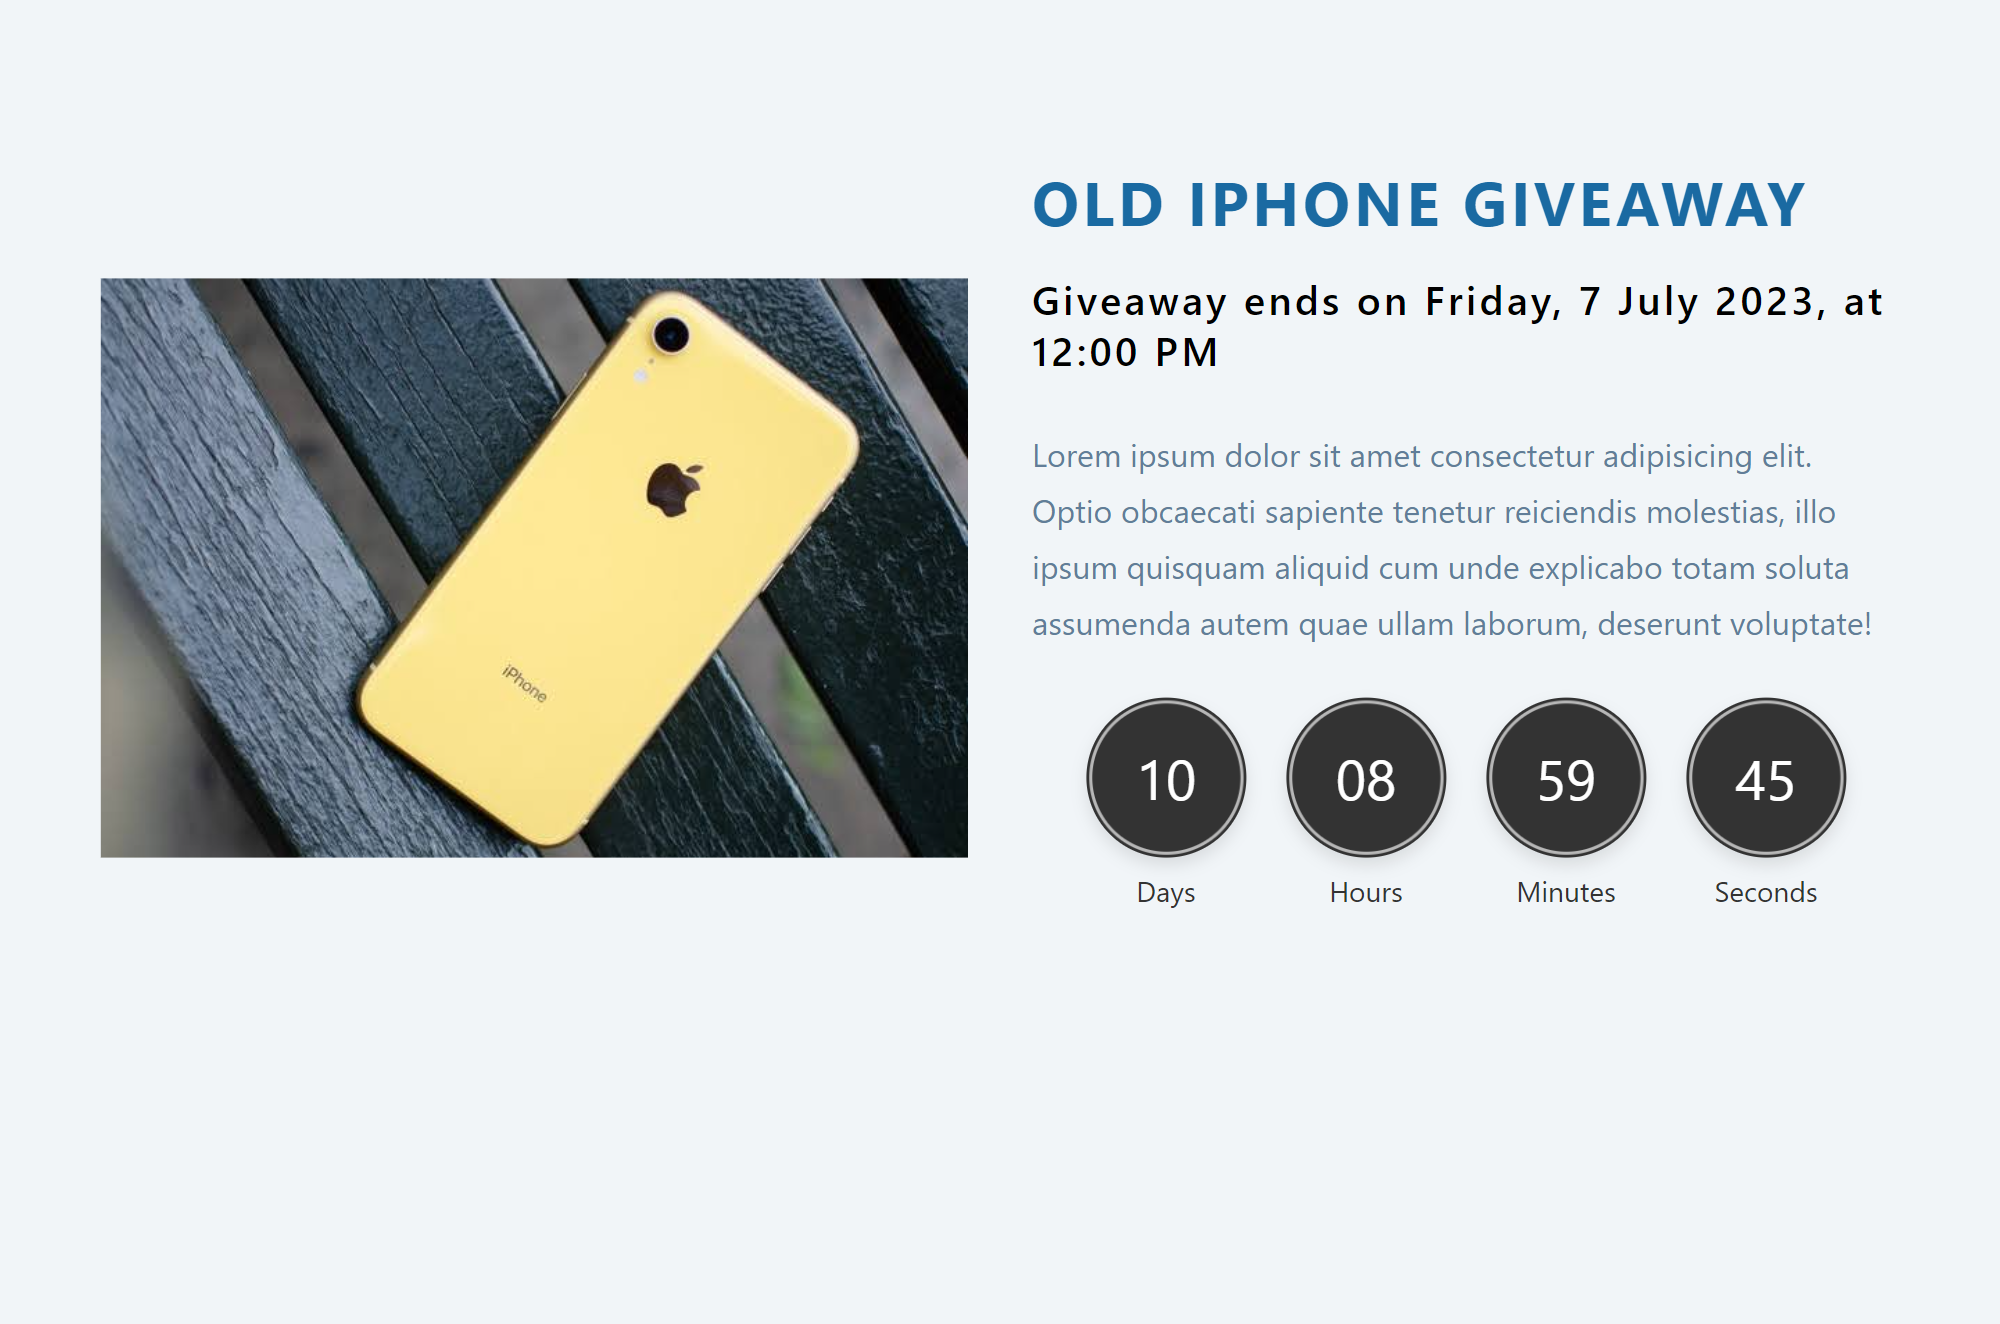 OLD IPHONE GIVEAWAY
Giveaway ends on Friday, 7 July 2023, at
12:00 PM
Lorem ipsum dolor sit amet consectetur adipisicing elit.
Optio obcaecati sapiente tenetur reiciendis molestias, illo
ipsum quisquam aliquid cum unde explicabo totam soluta
assumenda autem quae ullam laborum, deserunt voluptate!
iPhone
10 08 59 45
Days Hours Minutes Seconds